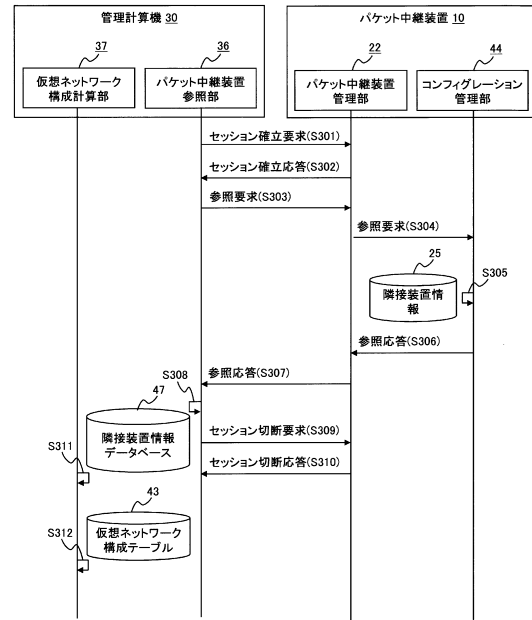 管理計算機 30
パケット中継装置 10
37
36
22
44
仮想ネットワーク
構成計算部
パケット中継装置
参照部
パケット中継装置
管理部
コンフィグレーション
管理部
セッション確立要求(S301)
セッション確立応答(S302)
参照要求(S303)
参照要求(S304)
25
S305
隣接装置情
報
参照応答(S306)
参照応答(S307)
S308
47
隣接装置情報
データベース
セッション切断要求(S309)
S311
セッション切断応答(S310)
43
仮想ネットワーク
構成テーブル
S312